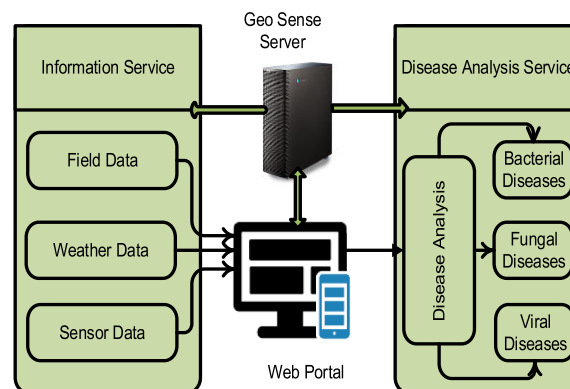 Geo Sense
Server
Information Service
Disease Analysis Service
Field Data
Weather Data
Sensor Data
Web Portal
Disease Analysis
Bacterial
Diseases
Fungal
Diseases
Viral
Diseases